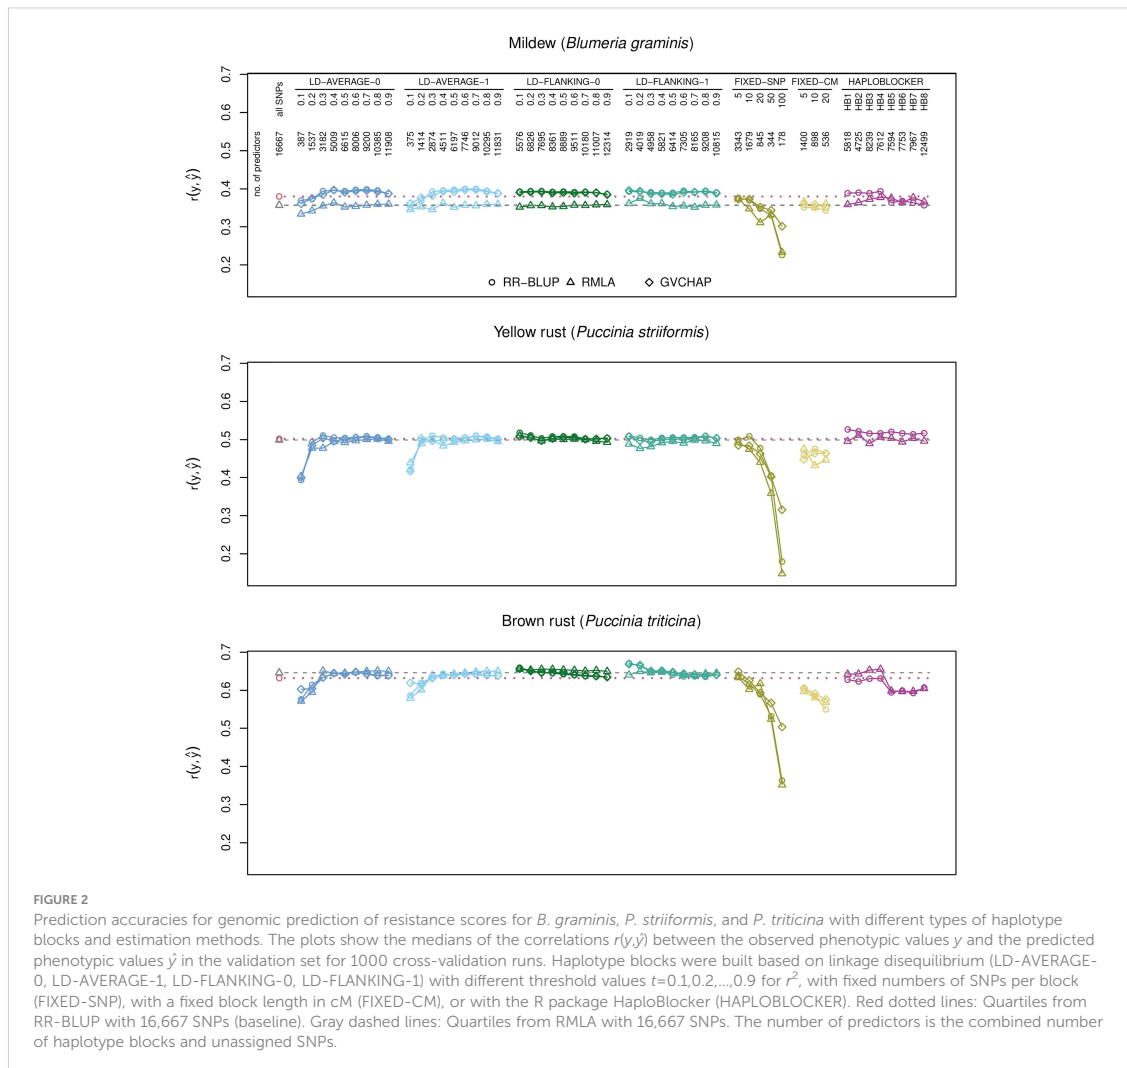 Mildew (Blumeria graminis)
LD−AVERAGE−0 LD−AVERAGE−1 LD−FLANKING−0 LD−FLANKING−1 FIXED−SNP FIXED−CM HAPLOBLOCKER
all SNPs 0.1 0.2 0.3 0.4 0.5 0.6 0.7 0.8 0.9 0.1 0.2 0.3 0.4 0.5 0.6 0.7 0.8 0.9 0.1 0.2 0.3 0.4 0.5 0.6 0.7 0.8 0.9 0.1 0.2 0.3 0.4 0.5 0.6 0.7 0.8 0.9 5 10 20 50 100 5 10 20 HB1 HB2 HB3 HB4 HB5 HB6 HB7 HB8
no. of predictors 16667 387 1537 3182 5009 6615 8006 9200 10385 11908 375 1414 2874 4511 6197 7746 9012 10295 11831 5576 6826 7695 8361 8889 9511 10180 11007 12314 2919 4019 4958 5821 6414 7305 8165 9208 10815 3343 1679 845 344 178 1400 898 536 5818 4725 8239 7612 7594 7753 7967 12499
r(y, ŷ)
0.7
0.6
0.5
0.4
0.3
0.2
RR−BLUP RMLA GVCHAP
Yellow rust (Puccinia striiformis)
r(y, ŷ)
0.7
0.6
0.5
0.4
0.3
0.2
Brown rust (Puccinia triticina)
r(y, ŷ)
0.7
0.6
0.5
0.4
0.3
0.2
FIGURE 2
Prediction accuracies for genomic prediction of resistance scores for B. graminis, P. striiformis, and P. triticina with different types of haplotype
blocks and estimation methods. The plots show the medians of the correlations r(y,ŷ) between the observed phenotypic values y and the predicted
phenotypic values ŷ in the validation set for 1000 cross-validation runs. Haplotype blocks were built based on linkage disequilibrium (LD-AVERAGE-
0, LD-AVERAGE-1, LD-FLANKING-0, LD-FLANKING-1) with different threshold values t=0.1,0.2,...,0.9 for r², with fixed numbers of SNPs per block
(FIXED-SNP), with a fixed block length in cM (FIXED-CM), or with the R package HaploBlocker (HAPLOBLOCKER). Red dotted lines: Quartiles from
RR-BLUP with 16,667 SNPs (baseline). Gray dashed lines: Quartiles from RMLA with 16,667 SNPs. The number of predictors is the combined number
of haplotype blocks and unassigned SNPs.